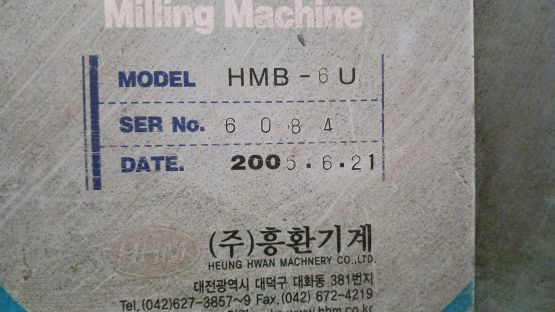 Milling Machine
MODEL HMB-6U
SER No. 6084
DATE. 2005.6.21
(주)흥환기계
HEUNG HWAN MACHINERY CO.,LTD.
대전광역시 대덕구 대화동 381번지
Tel.(042)627-3857~9 Fax.(042) 672-4219